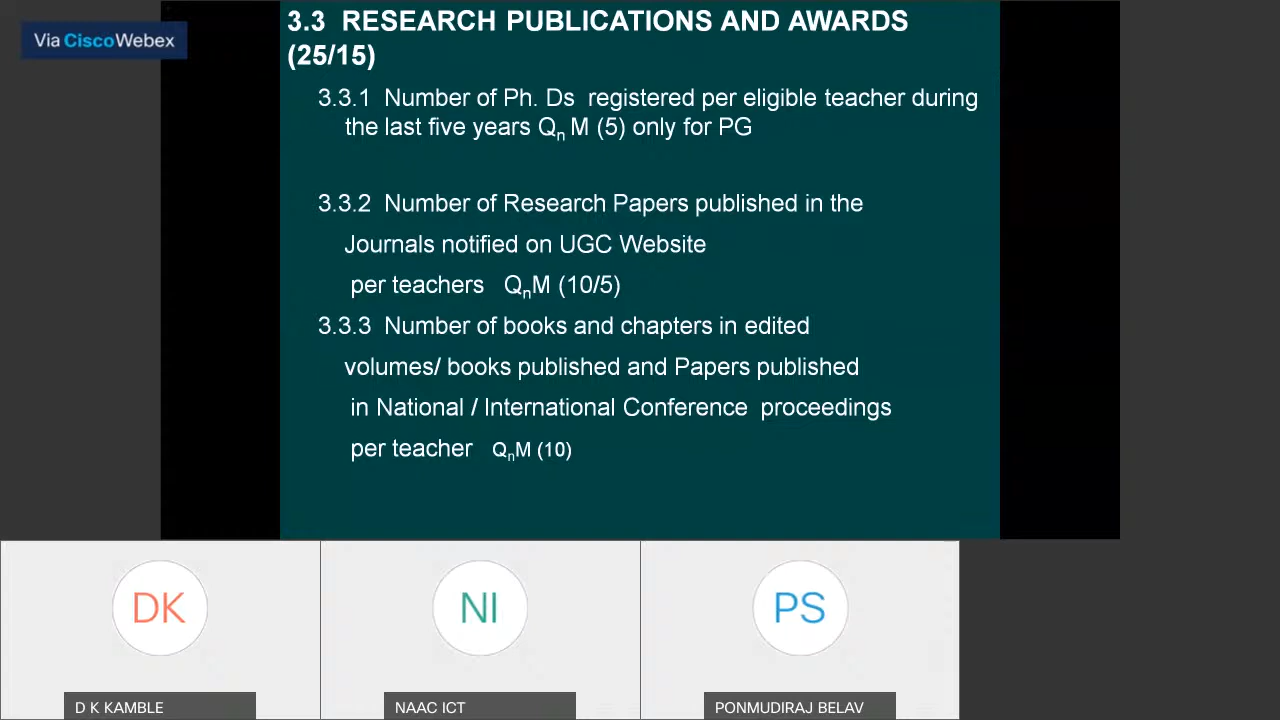 Via CiscoWebex
3.3 RESEARCH PUBLICATIONS AND AWARDS
(25/15)
3.3.1 Number of Ph. Ds registered per eligible teacher during
the last five years Qn M (5) only for PG
3.3.2 Number of Research Papers published in the
Journals notified on UGC Website
per teachers QnM (10/5)
3.3.3 Number of books and chapters in edited
volumes/ books published and Papers published
in National / International Conference proceedings
per teacher QnM (10)
DK
NI
PS
D K KAMBLE
NAAC ICT
PONMUDIRAJ BELAV